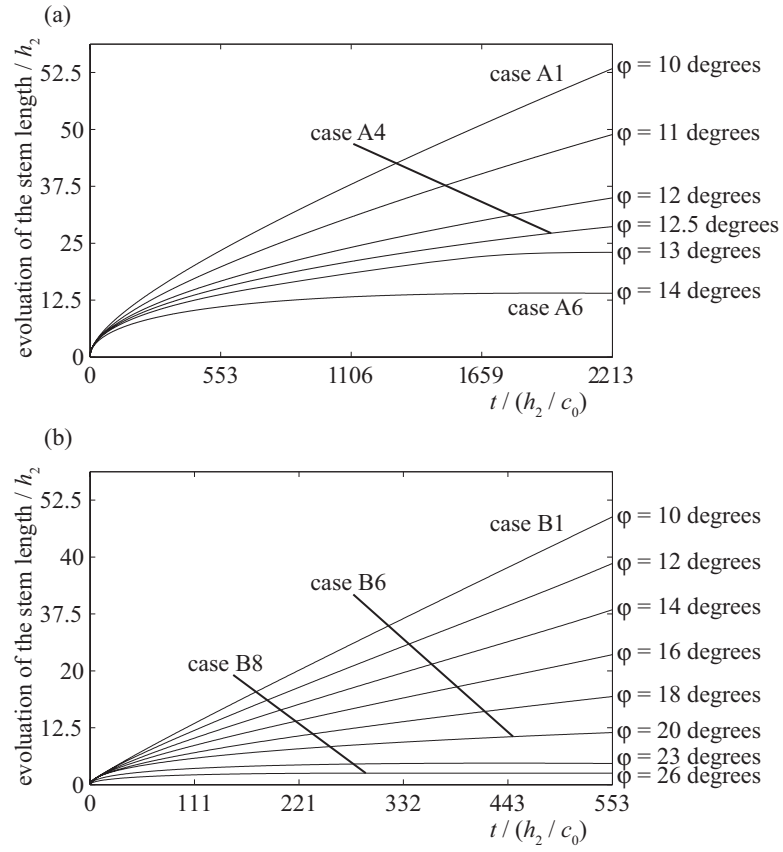 (a)
evoluation of the stem length / h₂
52.5
50
37.5
25
12.5
0
0
553
1106
1659
2213
t / (h₂ / c₀)
case A1
case A4
case A6
φ = 10 degrees
φ = 11 degrees
φ = 12 degrees
φ = 12.5 degrees
φ = 13 degrees
φ = 14 degrees
(b)
evoluation of the stem length / h₂
52.5
40
37.5
20
12.5
0
0
111
221
332
443
553
t / (h₂ / c₀)
case B1
case B6
case B8
φ = 10 degrees
φ = 12 degrees
φ = 14 degrees
φ = 16 degrees
φ = 18 degrees
φ = 20 degrees
φ = 23 degrees
φ = 26 degrees